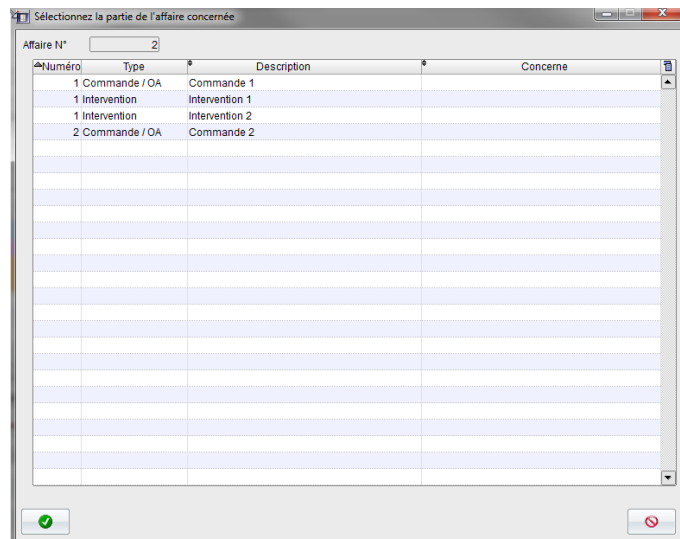 Sélectionnez la partie de l'affaire concernée
Affaire N° 2
Numéro Type Description Concerne
1 Commande / OA Commande 1
1 Intervention Intervention 1
1 Intervention Intervention 2
2 Commande / OA Commande 2